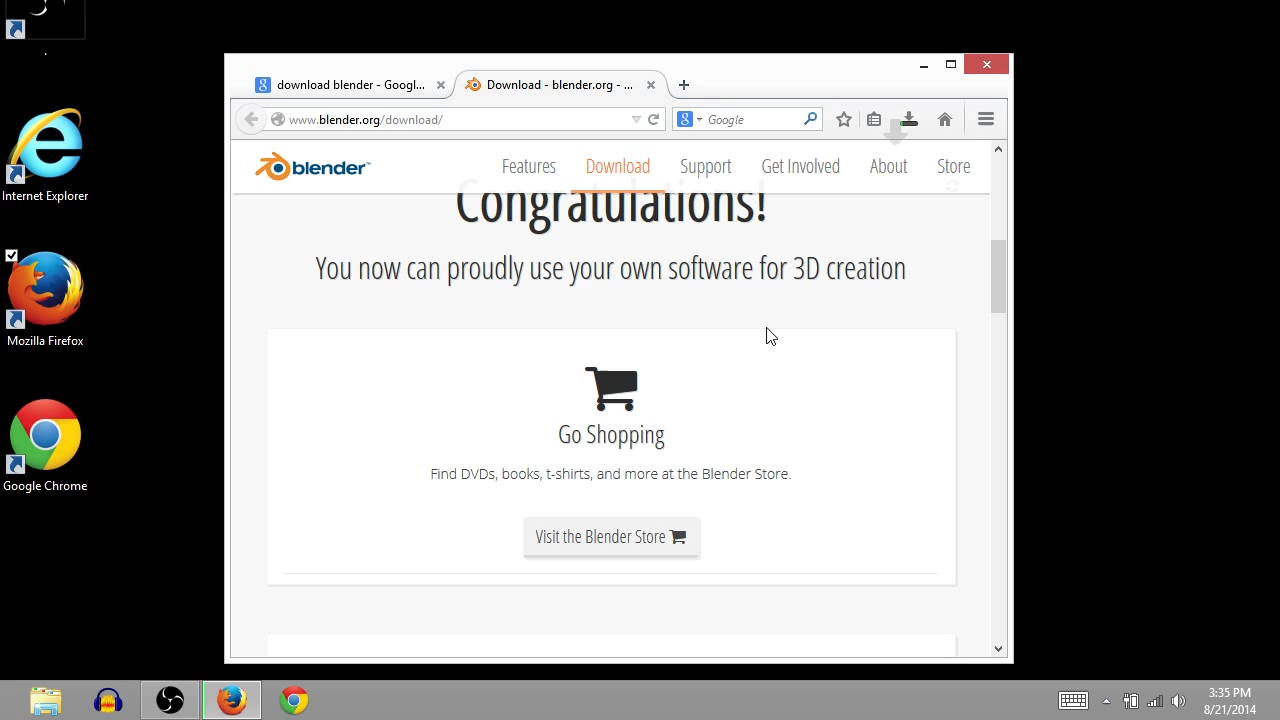 download blender - Googl...
Download - blender.org - ...
www.blender.org/download/
Google
blender
Features
Download
Support
Get Involved
About
Store
Congratulations!
You now can proudly use your own software for 3D creation
Go Shopping
Find DVDs, books, t-shirts, and more at the Blender Store.
Visit the Blender Store
Internet Explorer
Mozilla Firefox
Google Chrome
3:35 PM
8/21/2014